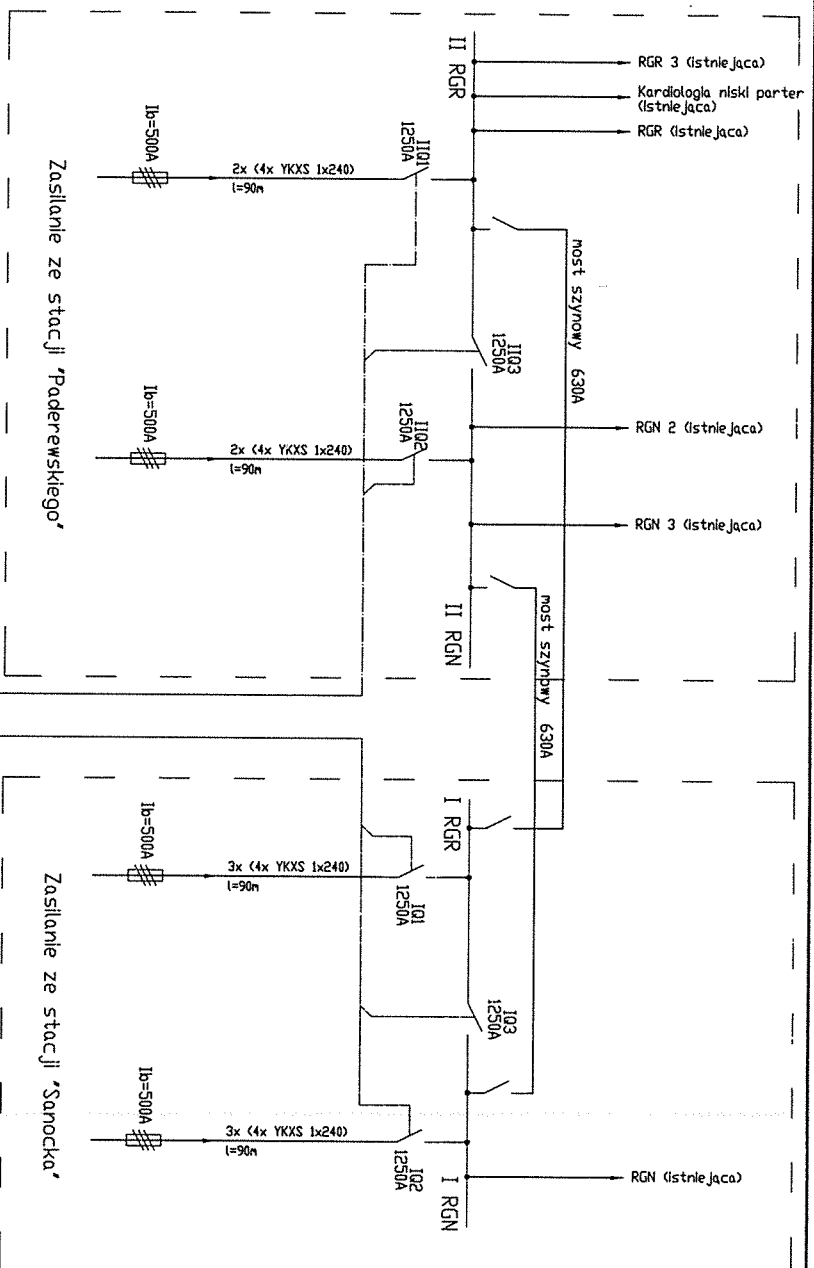 II RGR
RGR 3 (istniejąca)
Kardiologia niski parter
(istniejąca)
RGR (istniejąca)
Ib=500A
2x (4x YKXS 1x240)
l=90m
IIQ1
1250A
most szynowy 630A
IIQ3
1250A
Zasilanie ze stacji "Paderewskiego"
Ib=500A
2x (4x YKXS 1x240)
l=90m
IIQ2
1250A
RGN 2 (istniejąca)
RGN 3 (istniejąca)
II RGN
most szynowy 630A
I RGR
Ib=500A
3x (4x YKXS 1x240)
l=90m
IQ1
1250A
IQ3
1250A
Zasilanie ze stacji "Sanocka"
Ib=500A
3x (4x YKXS 1x240)
l=90m
IQ2
1250A
I RGN
RGN (istniejąca)